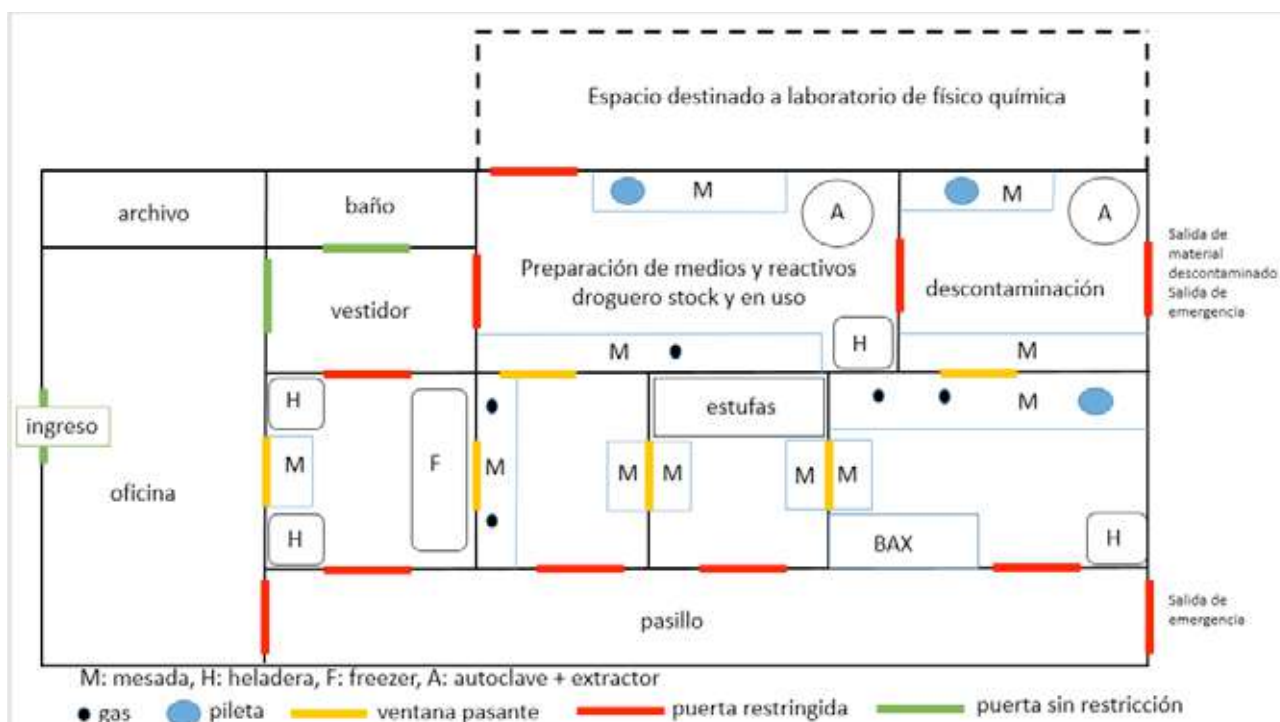 Espacio destinado a laboratorio de físico química
archivo
baño
M
A
M
A
Preparación de medios y reactivos
droguero stock y en uso
descontaminación
Salida de
material
descontaminado
Salida de
emergencia
vestidor
M
H
M
ingreso
oficina
H
M
H
F
M
M
estufas
M
M
M
M
BAX
H
pasillo
Salida de
emergencia
M: mesada, H: heladera, F: freezer, A: autoclave + extractor
gas
pileta
ventana pasante
puerta restringida
puerta sin restricción